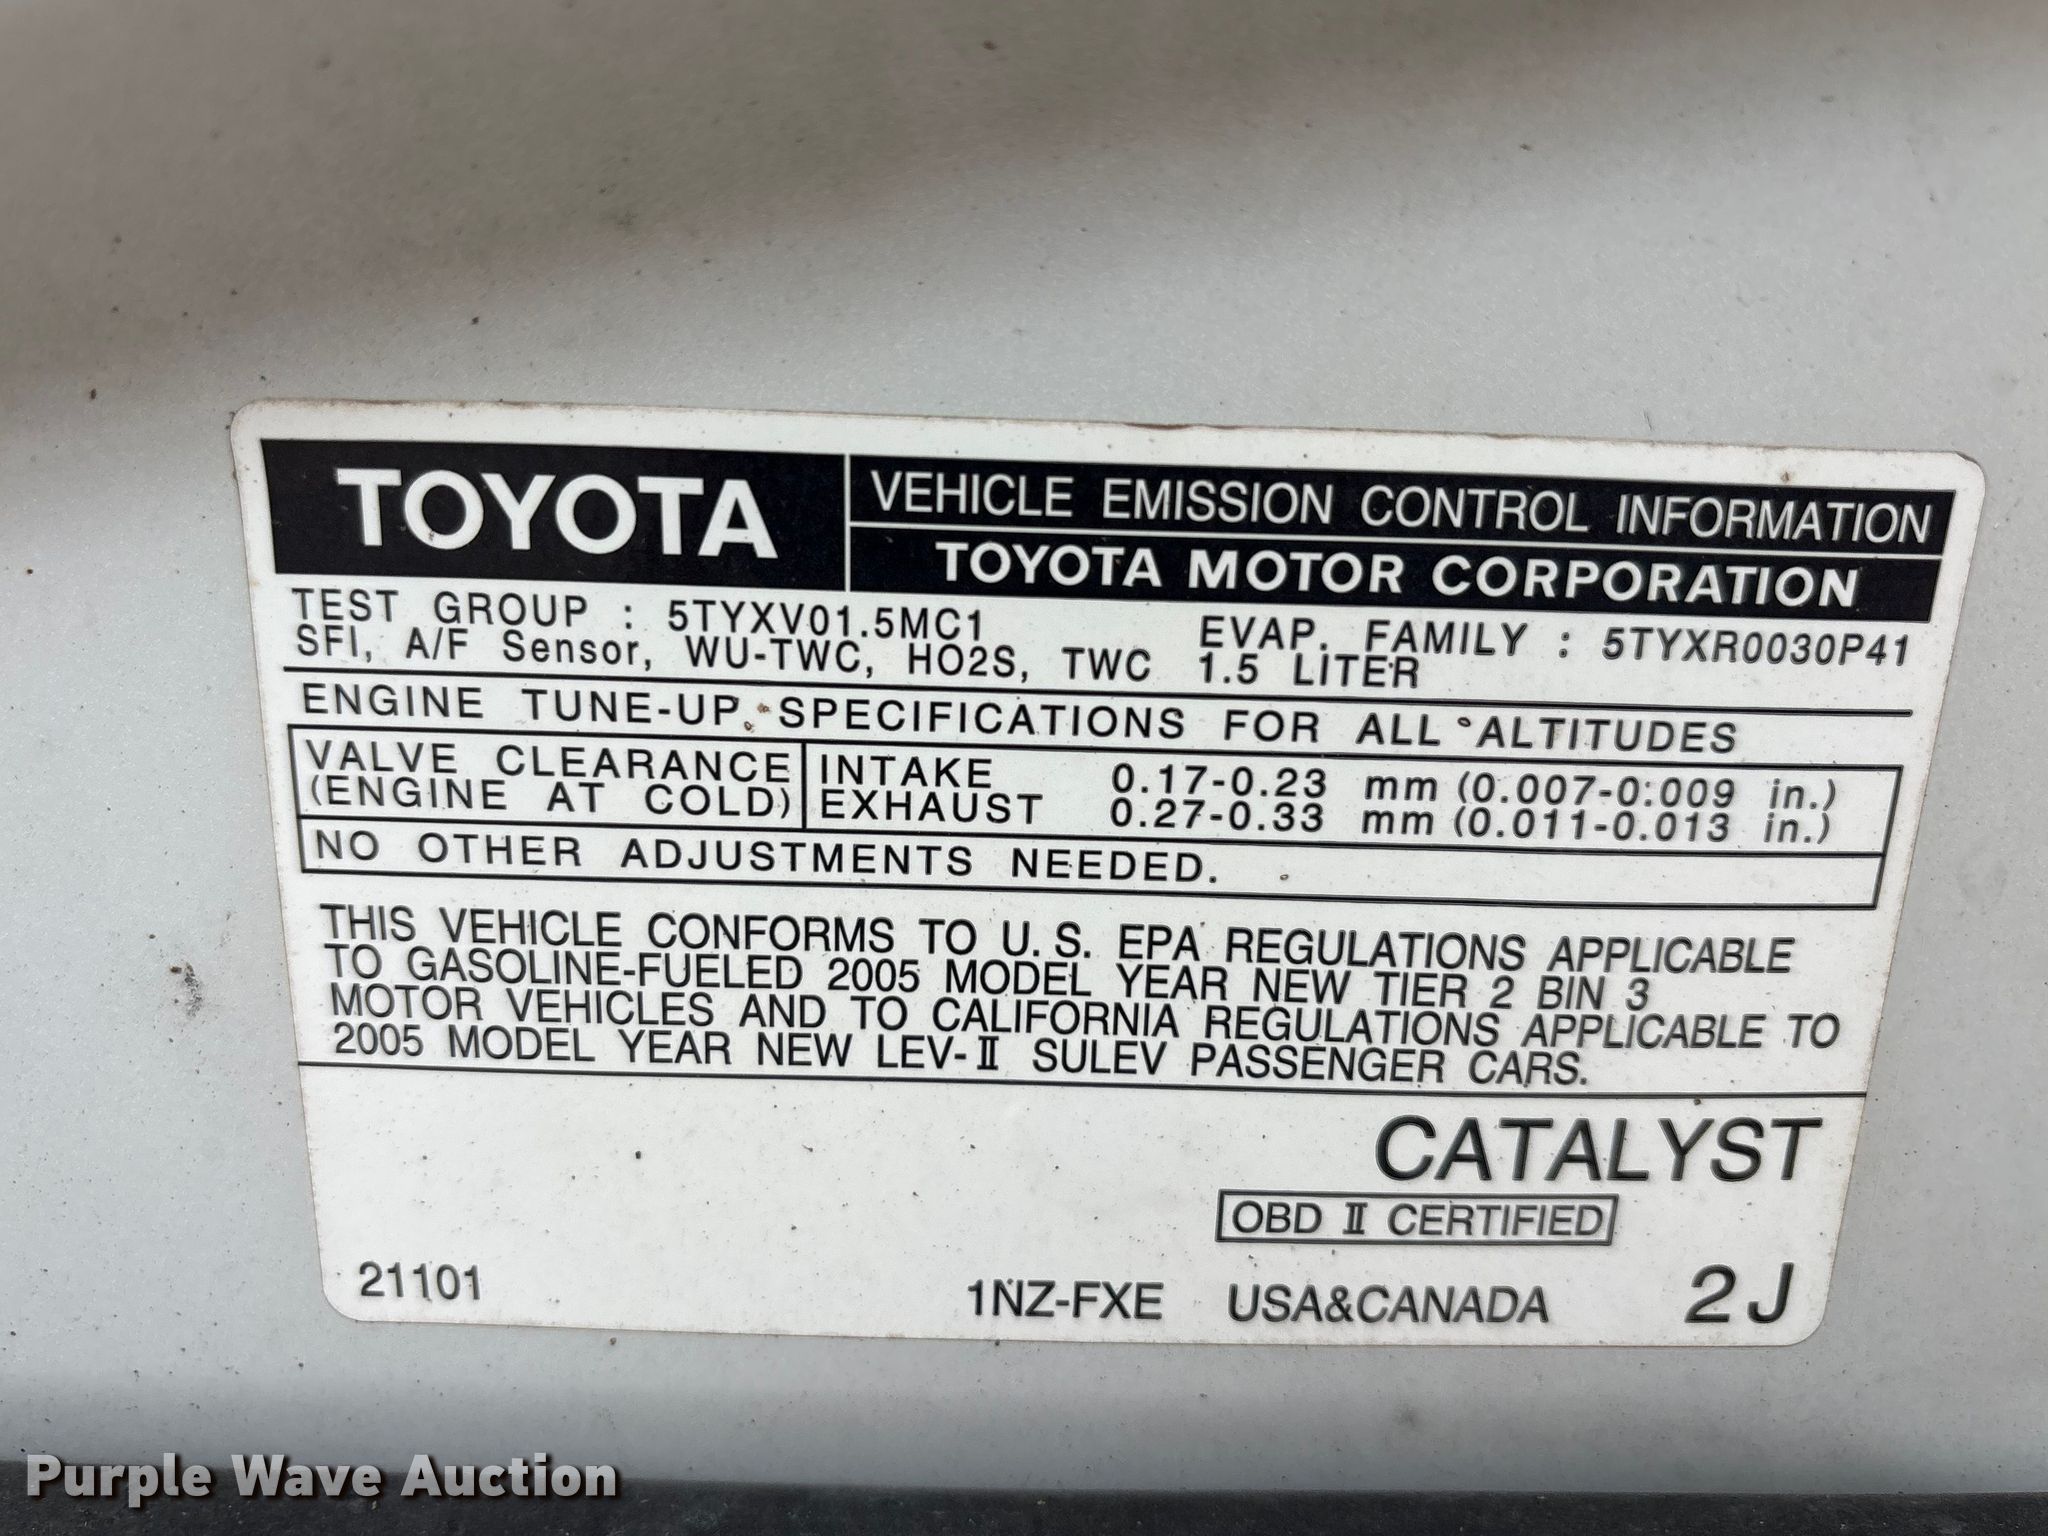 TOYOTA
VEHICLE EMISSION CONTROL INFORMATION
TOYOTA MOTOR CORPORATION
TEST GROUP : 5TYXV01.5MC1 EVAP. FAMILY : 5TYXR0030P41
SFI, A/F Sensor, WU-TWC, HO2S, TWC 1.5 LITER
ENGINE TUNE-UP SPECIFICATIONS FOR ALL ALTITUDES
VALVE CLEARANCE INTAKE 0.17-0.23 mm (0.007-0.009 in.)
(ENGINE AT COLD) EXHAUST 0.27-0.33 mm (0.011-0.013 in.)
NO OTHER ADJUSTMENTS NEEDED.
THIS VEHICLE CONFORMS TO U.S. EPA REGULATIONS APPLICABLE
TO GASOLINE-FUELED 2005 MODEL YEAR NEW TIER 2 BIN 3
MOTOR VEHICLES AND TO CALIFORNIA REGULATIONS APPLICABLE TO
2005 MODEL YEAR NEW LEV-II SULEV PASSENGER CARS.
CATALYST
OBD II CERTIFIED
21101 1NZ-FXE USA&CANADA 2J
Purple Wave Auction